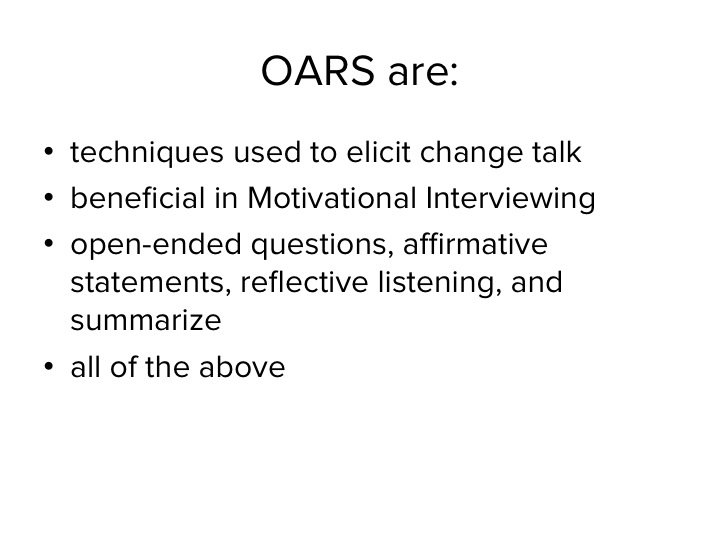 OARS are:
• techniques used to elicit change talk
• beneficial in Motivational Interviewing
• open-ended questions, affirmative
statements, reflective listening, and
summarize
• all of the above